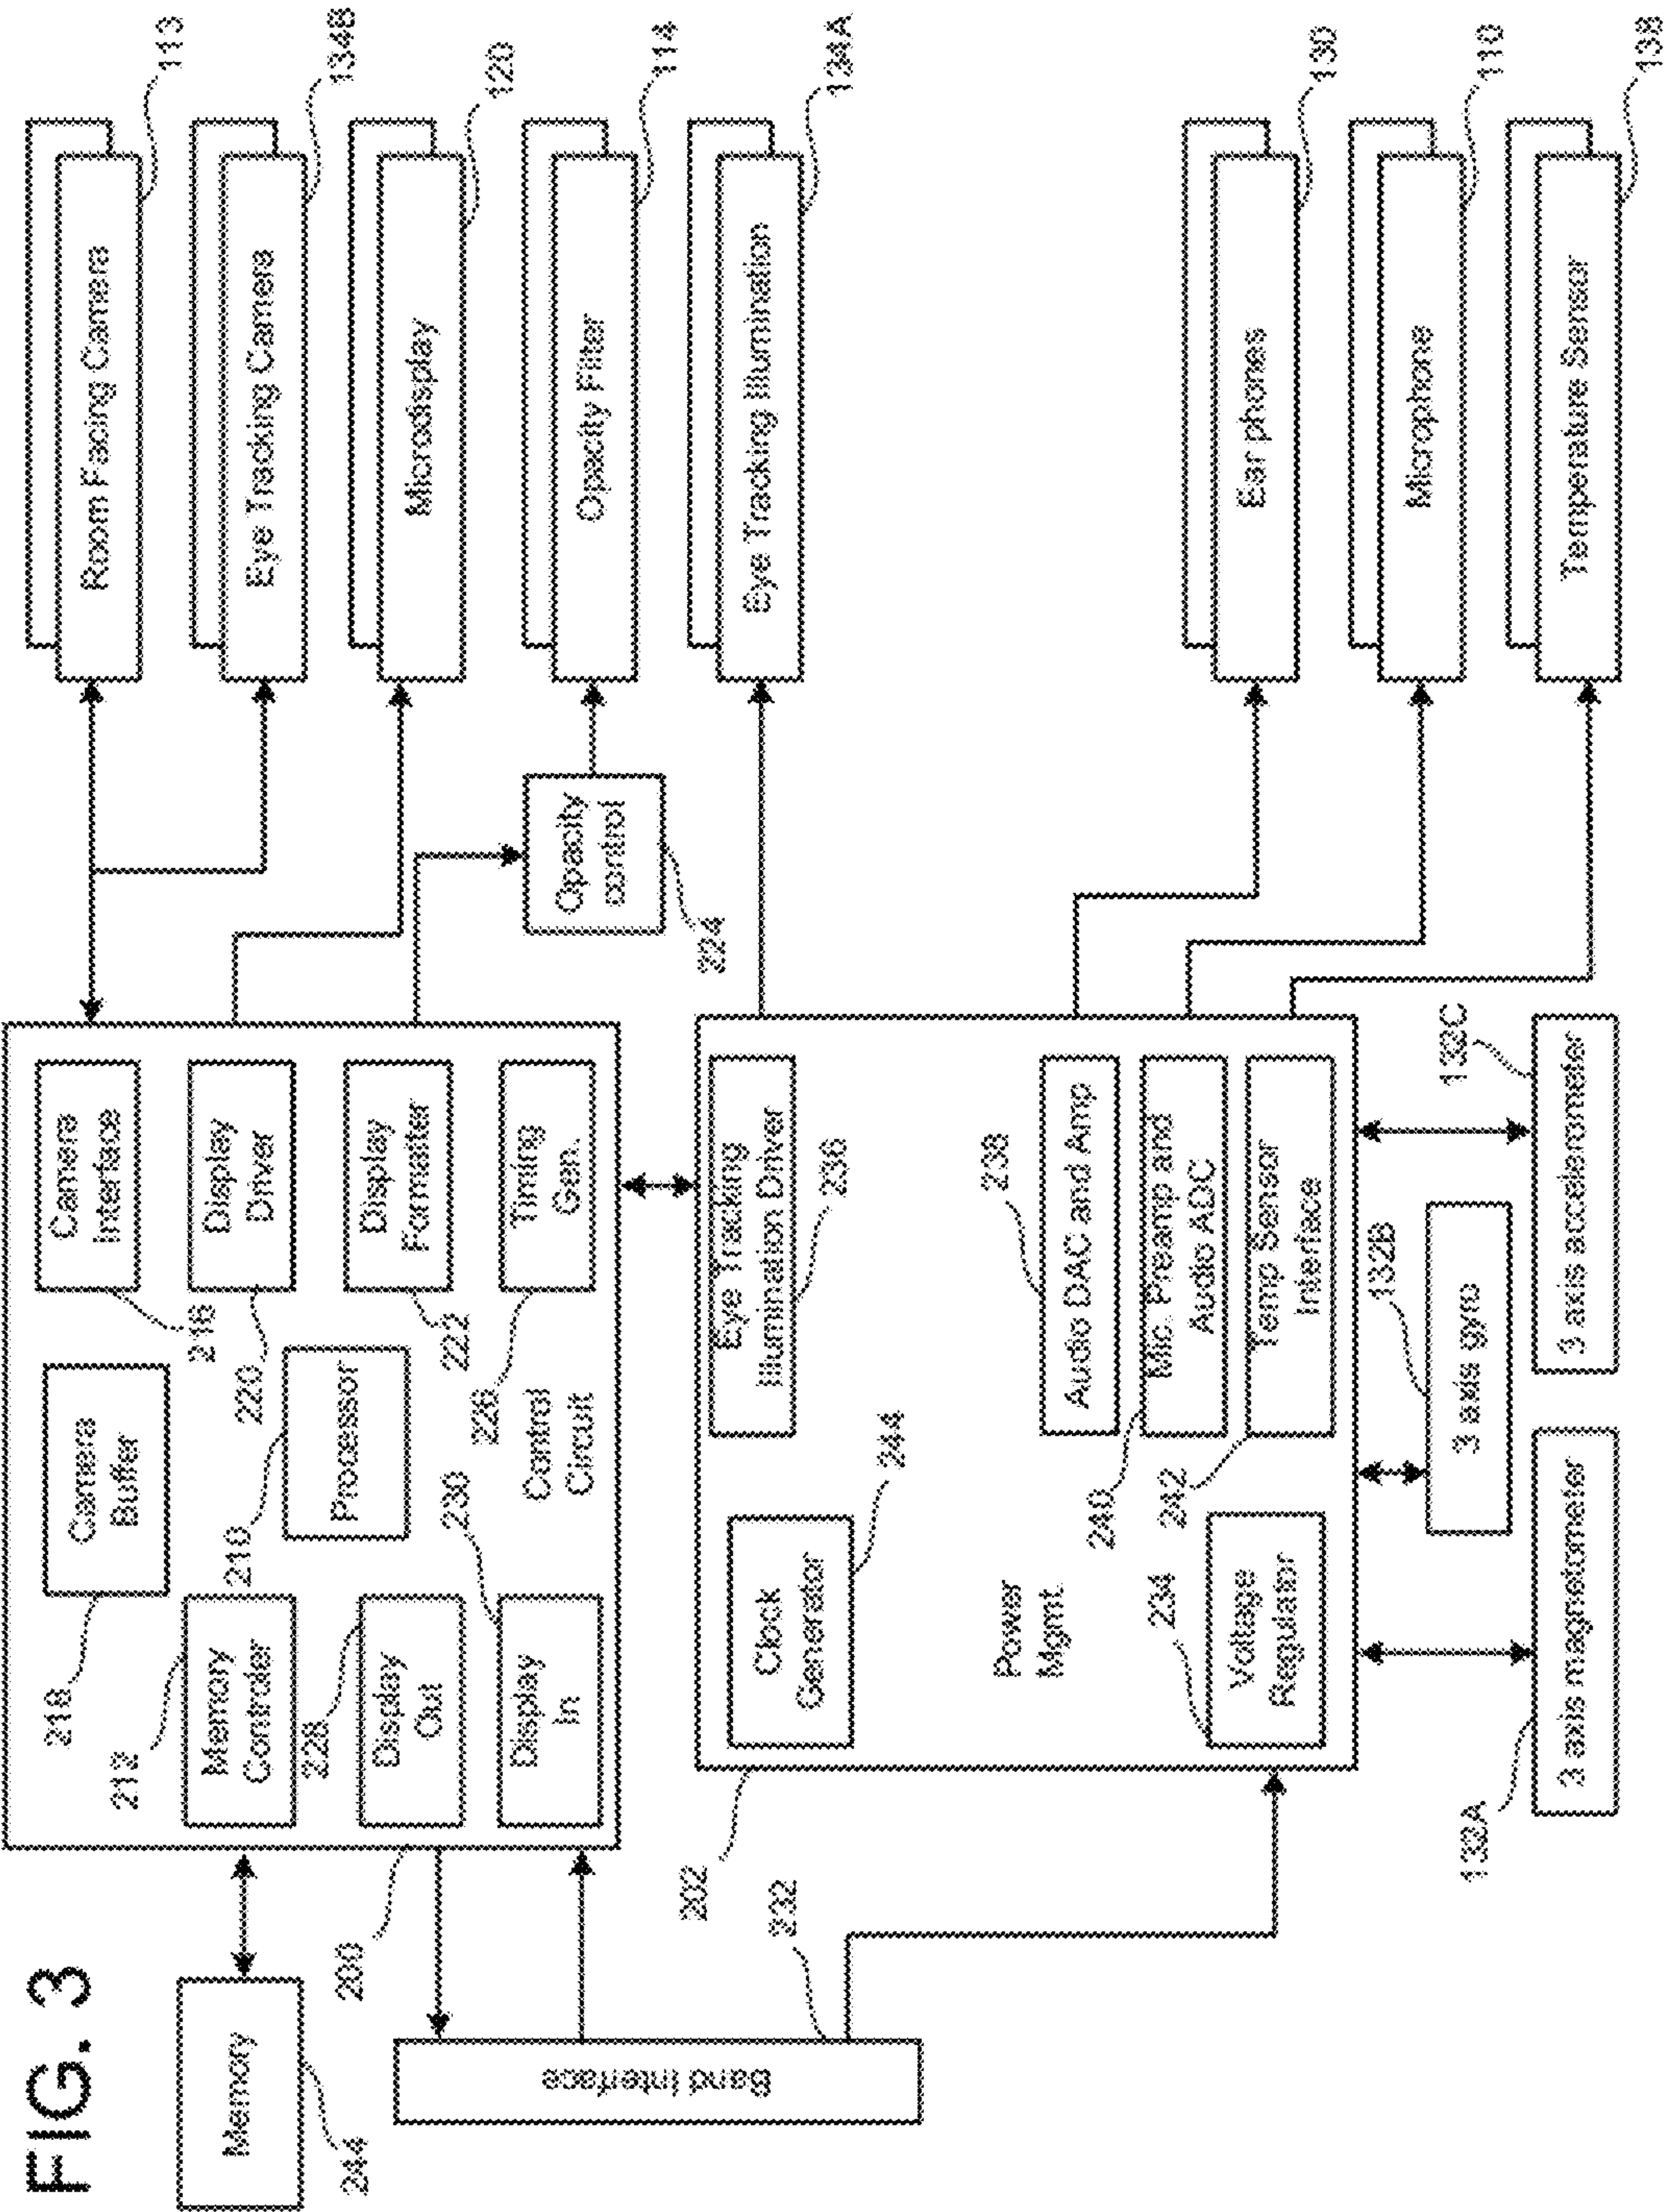 FIG. 3
Room Facing Camera
113
Camera
Interface
216
Camera
Buffer
218
Eye Tracking Camera
134B
Memory
244
Memory
Controller
212
Display
Driver
220
Processor
210
Microdisplay
120
Display
Out
228
Display
Formatter
222
Opacity
control
224
Opacity Filter
114
Display
In
230
Control
Circuit
Timing
Gen.
226
200
Band Interface
232
Eye Tracking Illumination
134A
Eye Tracking
Illumination Driver
236
Clock
Generator
244
202
Power
Mgmt.
Audio DAC and Amp
238
Mic. Preamp and
Audio ADC
240
Temp Sensor
Interface
242
Voltage
Regulator
234
Ear phones
130
Microphone
110
Temperature Sensor
138
3 axis magnetometer
132A
3 axis gyro
132B
3 axis accelerometer
132C